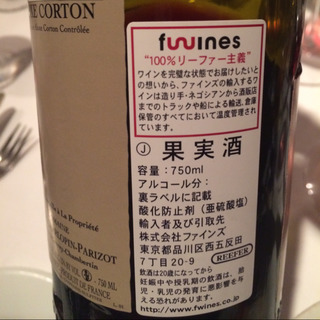 KE CORTON
on Corton Contrôlée
à La Propriété
OPIN-PARIZOT
-Chambertin
750 ML
DE FRANCE
fwines
“100％リーファー主義”
ワインを完璧な状態でお届けしたいと
の想いから、ファインズの輸入するワ
インは造り手・ネゴシアンから酒販店
までのトラックや船による輸送、倉庫
保管のすべてにおいて温度管理され
ています。
Ⓙ 果実酒
容量：750ml
アルコール分：
裏ラベルに記載
酸化防止剤（亜硫酸塩）
輸入者及び引取先
株式会社ファインズ
東京都品川区西五反田
7丁目20-9 REEFER
飲酒は20歳になってから
妊娠中や授乳期の飲酒は、胎
児・乳児の発育に悪影響を与
http://www.fwines.co.jp